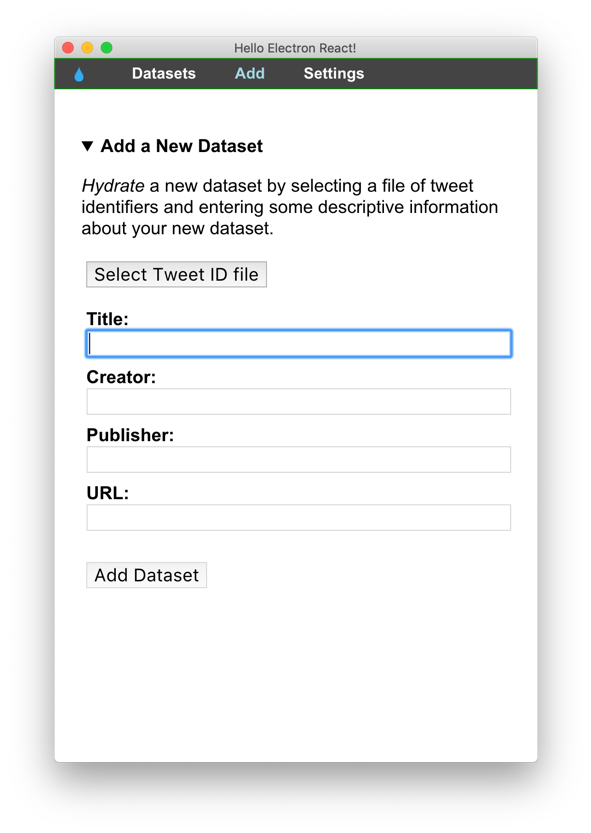 Hello Electron React!
Datasets Add Settings
Add a New Dataset
Hydrate a new dataset by selecting a file of tweet
identifiers and entering some descriptive information
about your new dataset.
Select Tweet ID file
Title:
Creator:
Publisher:
URL:
Add Dataset